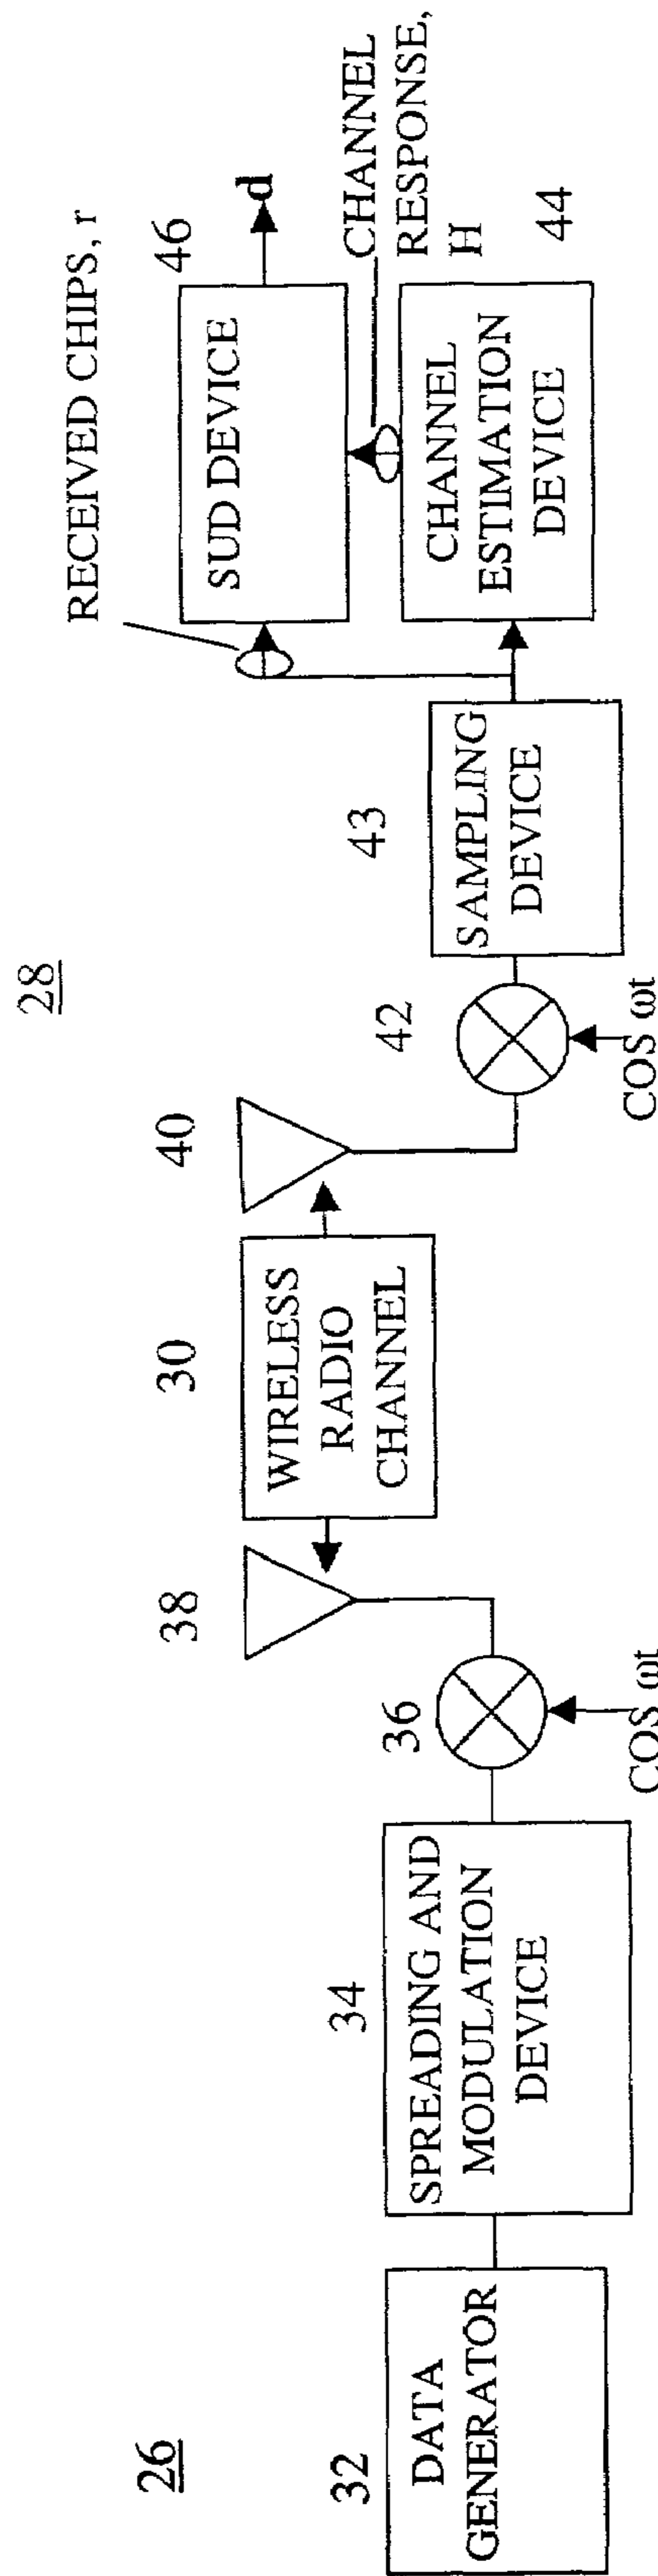 26
28
32
DATA
GENERATOR
34
SPREADING AND
MODULATION
DEVICE
36
COS ωt
38
30
WIRELESS
RADIO
CHANNEL
40
42
COS ωt
43
SAMPLING
DEVICE
RECEIVED CHIPS, r
46
SUD DEVICE
d
CHANNEL
RESPONSE,
H
44
CHANNEL
ESTIMATION
DEVICE